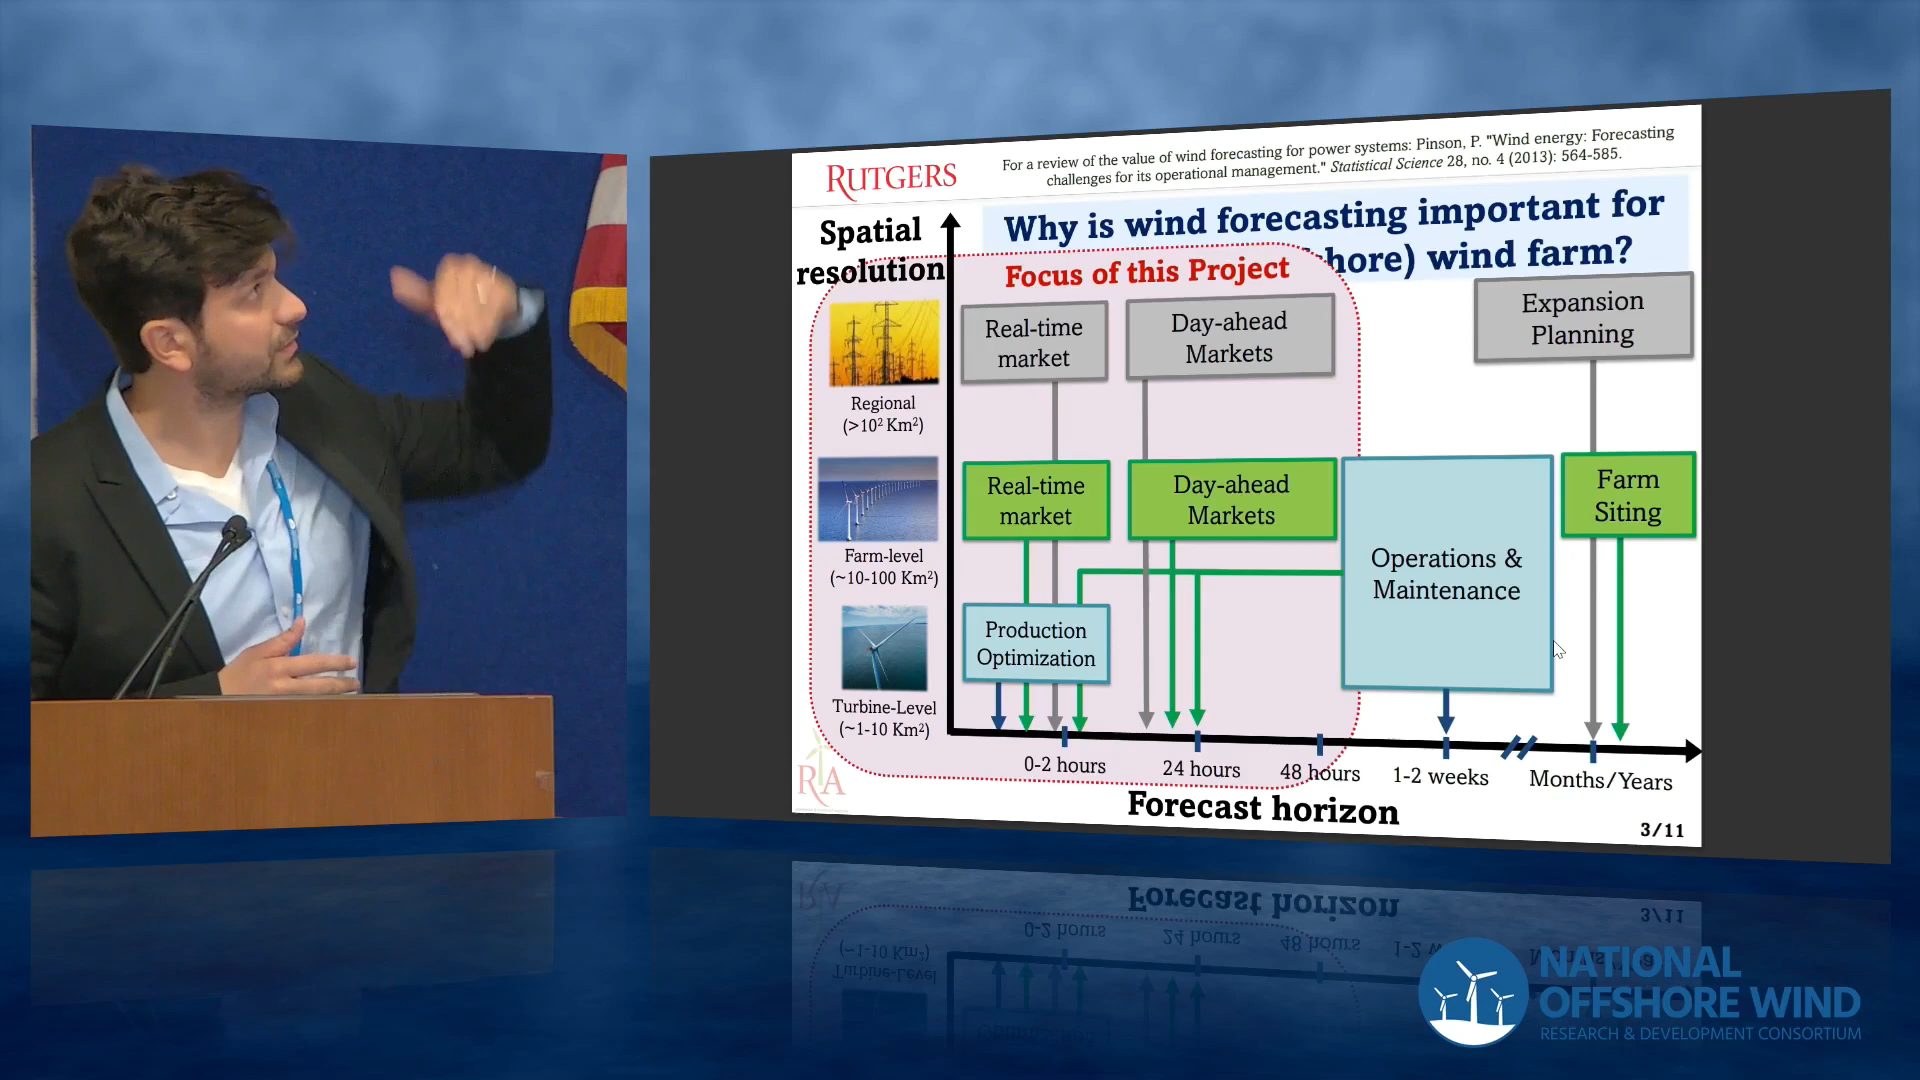 RUTGERS
For a review of the value of wind forecasting for power systems: Pinson, P. "Wind energy: Forecasting
challenges for its operational management." Statistical Science 28, no. 4 (2013): 564-585.
Why is wind forecasting important for
hore) wind farm?
Spatial
resolution
Focus of this Project
Real-time
market
Day-ahead
Markets
Expansion
Planning
Regional
(>10² Km²)
Real-time
market
Day-ahead
Markets
Operations &
Maintenance
Farm
Siting
Farm-level
(~10-100 Km²)
Production
Optimization
Turbine-Level
(~1-10 Km²)
RA
0-2 hours
24 hours
48 hours
1-2 weeks
Months/Years
Forecast horizon
3/11
NATIONAL
OFFSHORE WIND
RESEARCH & DEVELOPMENT CONSORTIUM